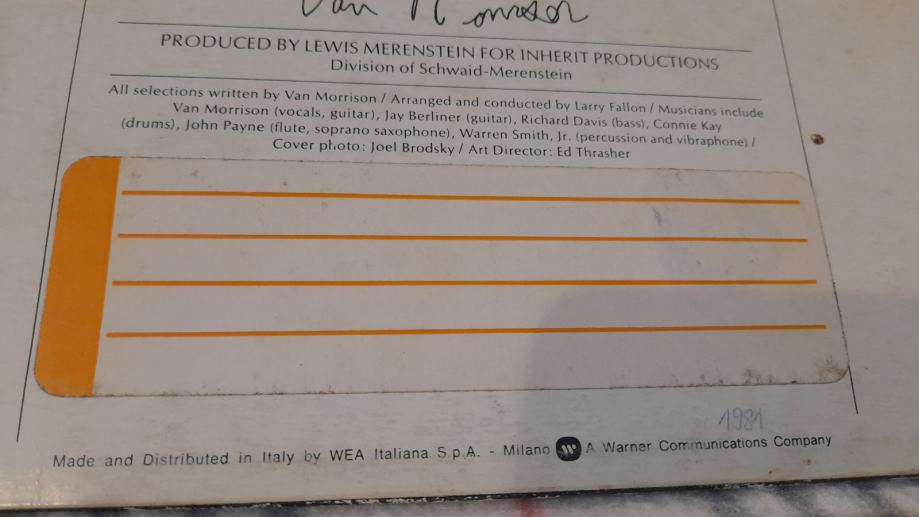 Van Morrison
PRODUCED BY LEWIS MERENSTEIN FOR INHERIT PRODUCTIONS
Division of Schwaid-Merenstein
All selections written by Van Morrison / Arranged and conducted by Larry Fallon / Musicians include
Van Morrison (vocals, guitar), Jay Berliner (guitar), Richard Davis (bass), Connie Kay
(drums), John Payne (flute, soprano saxophone), Warren Smith, Jr. (percussion and vibraphone) /
Cover photo: Joel Brodsky / Art Director: Ed Thrasher
1981
Made and Distributed in Italy by WEA Italiana S.p.A. - Milano W A Warner Communications Company